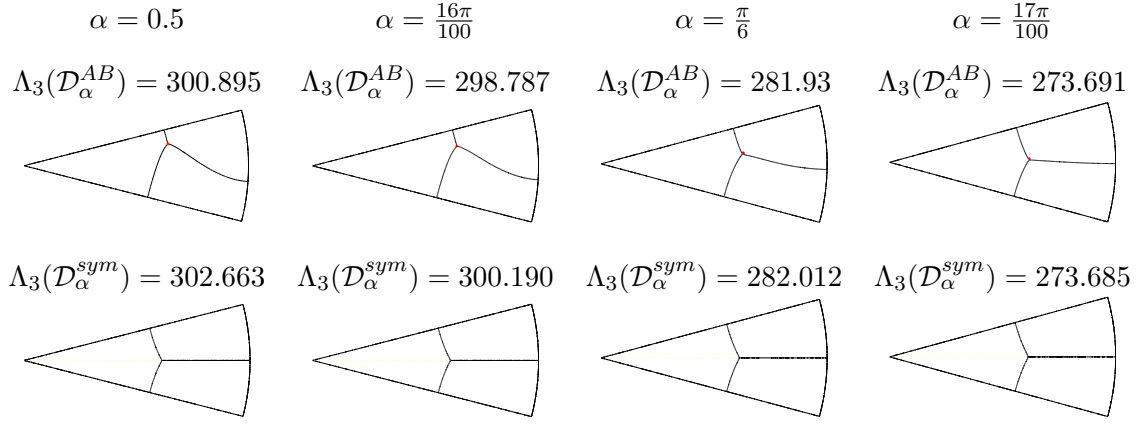 α = 0.5 α = 16π/100 α = π/6 α = 17π/100
Λ₃(𝒟_α^{AB}) = 300.895 Λ₃(𝒟_α^{AB}) = 298.787 Λ₃(𝒟_α^{AB}) = 281.93 Λ₃(𝒟_α^{AB}) = 273.691
Λ₃(𝒟_α^{sym}) = 302.663 Λ₃(𝒟_α^{sym}) = 300.190 Λ₃(𝒟_α^{sym}) = 282.012 Λ₃(𝒟_α^{sym}) = 273.685